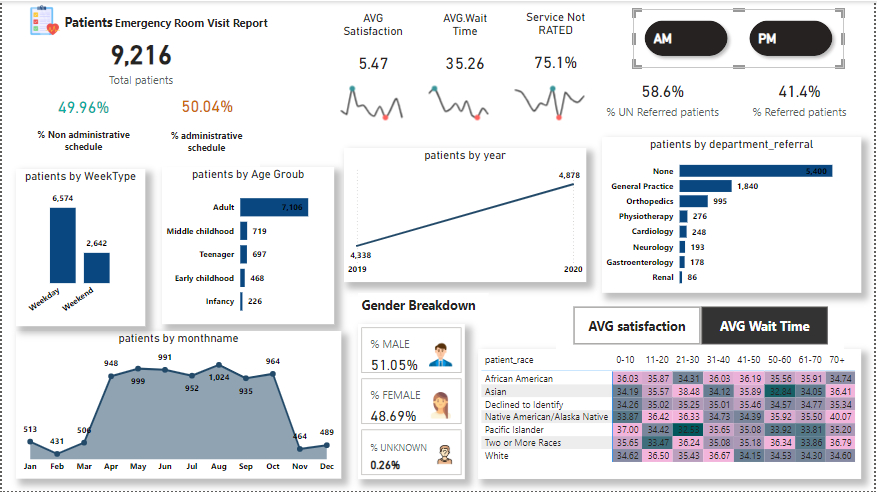 Patients Emergency Room Visit Report
9,216
Total patients
49.96%
50.04%
% Non administrative
schedule
% administrative
schedule
AVG
Satisfaction
5.47
AVG.Wait
Time
35.26
Service Not
RATED
75.1%
AM
PM
58.6%
% UN Referred patients
41.4%
% Referred patients
patients by WeekType
6,574
2,642
Weekday
Weekend
patients by Age Groub
Adult 7,106
Middle childhood 719
Teenager 697
Early childhood 468
Infancy 226
patients by year
4,878
4,338
2019
2020
patients by department_referral
None 5,400
General Practice 1,840
Orthopedics 995
Physiotherapy 276
Cardiology 248
Neurology 193
Gastroenterology 178
Renal 86
patients by monthname
513 431 506 948 999 991 952 1,024 935 964 464 489
Jan Feb Mar Apr May Jun Jul Aug Sep Oct Nov Dec
Gender Breakdown
% MALE
51.05%
% FEMALE
48.69%
% UNKNOWN
0.26%
AVG satisfaction
AVG Wait Time
patient_race 0-10 11-20 21-30 31-40 41-50 50-60 61-70 70+
African American 36.03 35.87 34.31 36.03 36.19 35.56 35.91 34.74
Asian 34.19 35.57 38.48 34.12 35.89 34.05 36.41
Declined to Identify 34.26 35.02 35.25 35.01 35.46 34.57 34.77 35.34
Native American/Alaska Native 33.87 36.42 36.33 34.73 34.39 35.92 35.50 40.07
Pacific Islander 37.00 34.42 35.65 35.08 33.92 33.81 35.20
Two or More Races 35.65 33.47 36.24 35.08 35.18 36.34 33.86 36.79
White 34.62 36.50 35.43 36.67 34.15 34.53 34.30 34.60